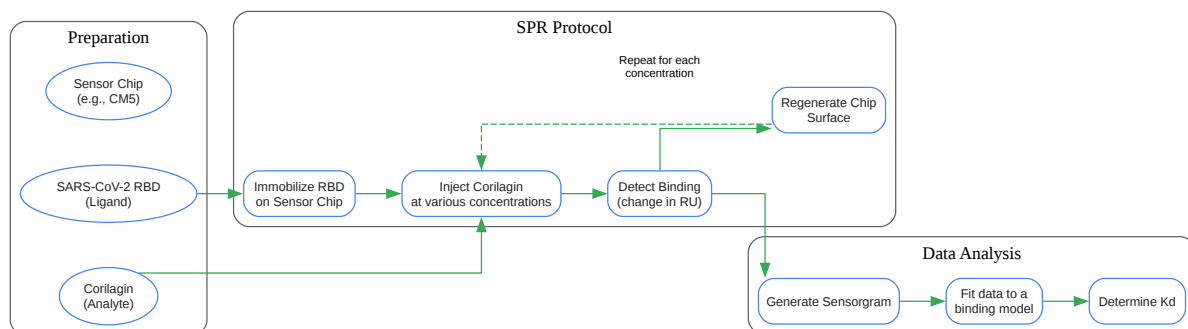 Preparation
Sensor Chip
(e.g., CM5)
SARS-CoV-2 RBD
(Ligand)
Corilagin
(Analyte)
SPR Protocol
Repeat for each
concentration
Regenerate Chip
Surface
Immobilize RBD
on Sensor Chip
Inject Corilagin
at various concentrations
Detect Binding
(change in RU)
Data Analysis
Generate Sensorgram
Fit data to a
binding model
Determine Kd